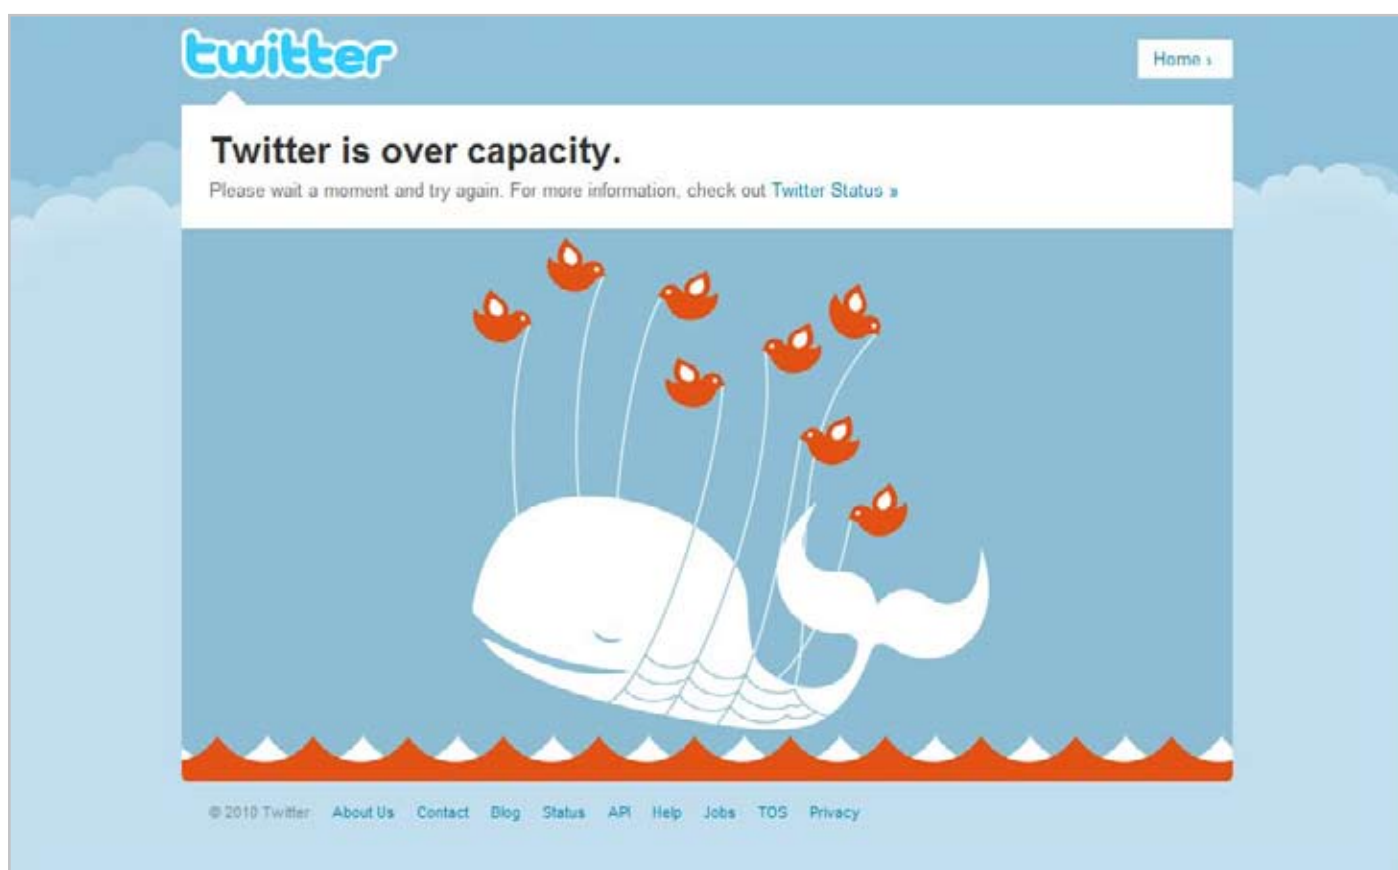 twitter
Home ›
Twitter is over capacity.
Please wait a moment and try again. For more information, check out Twitter Status »
© 2010 Twitter About Us Contact Blog Status API Help Jobs TOS Privacy